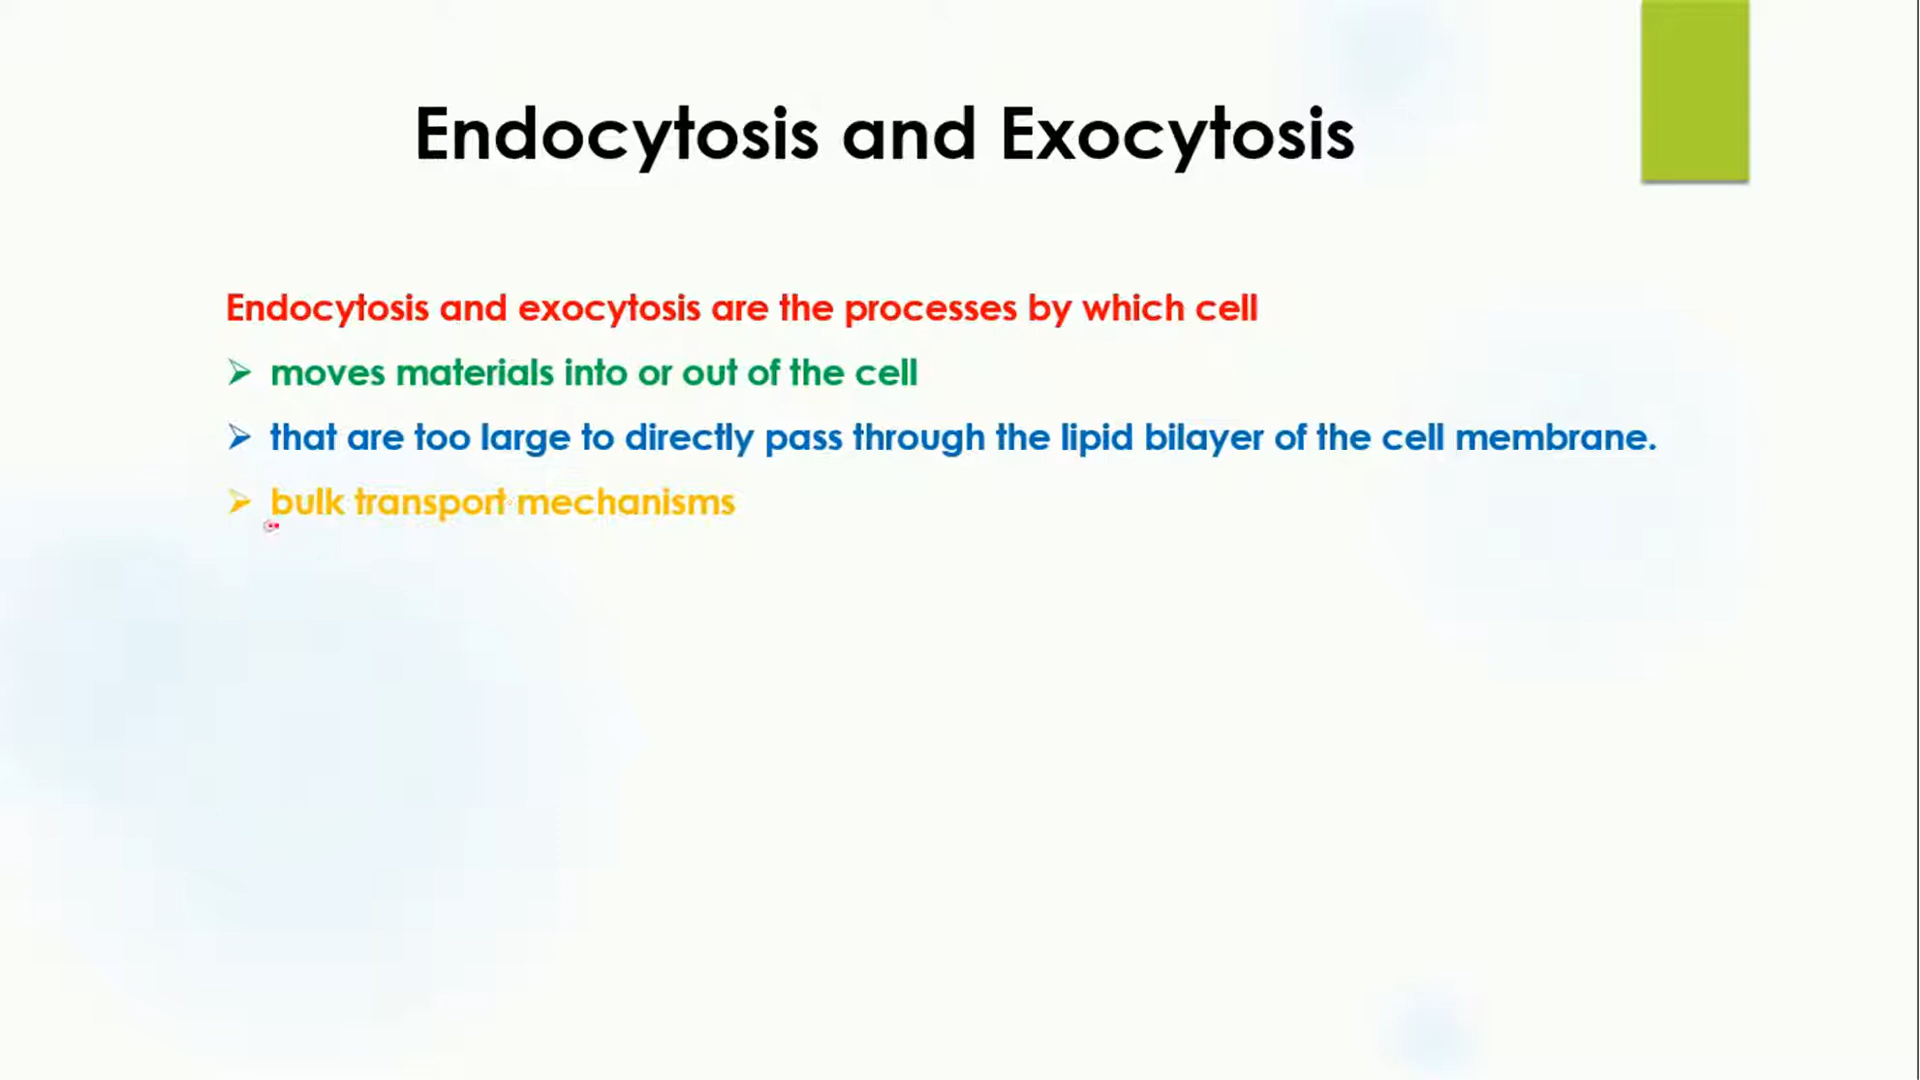 Endocytosis and Exocytosis
Endocytosis and exocytosis are the processes by which cell
➢ moves materials into or out of the cell
➢ that are too large to directly pass through the lipid bilayer of the cell membrane.
➢ bulk transport mechanisms